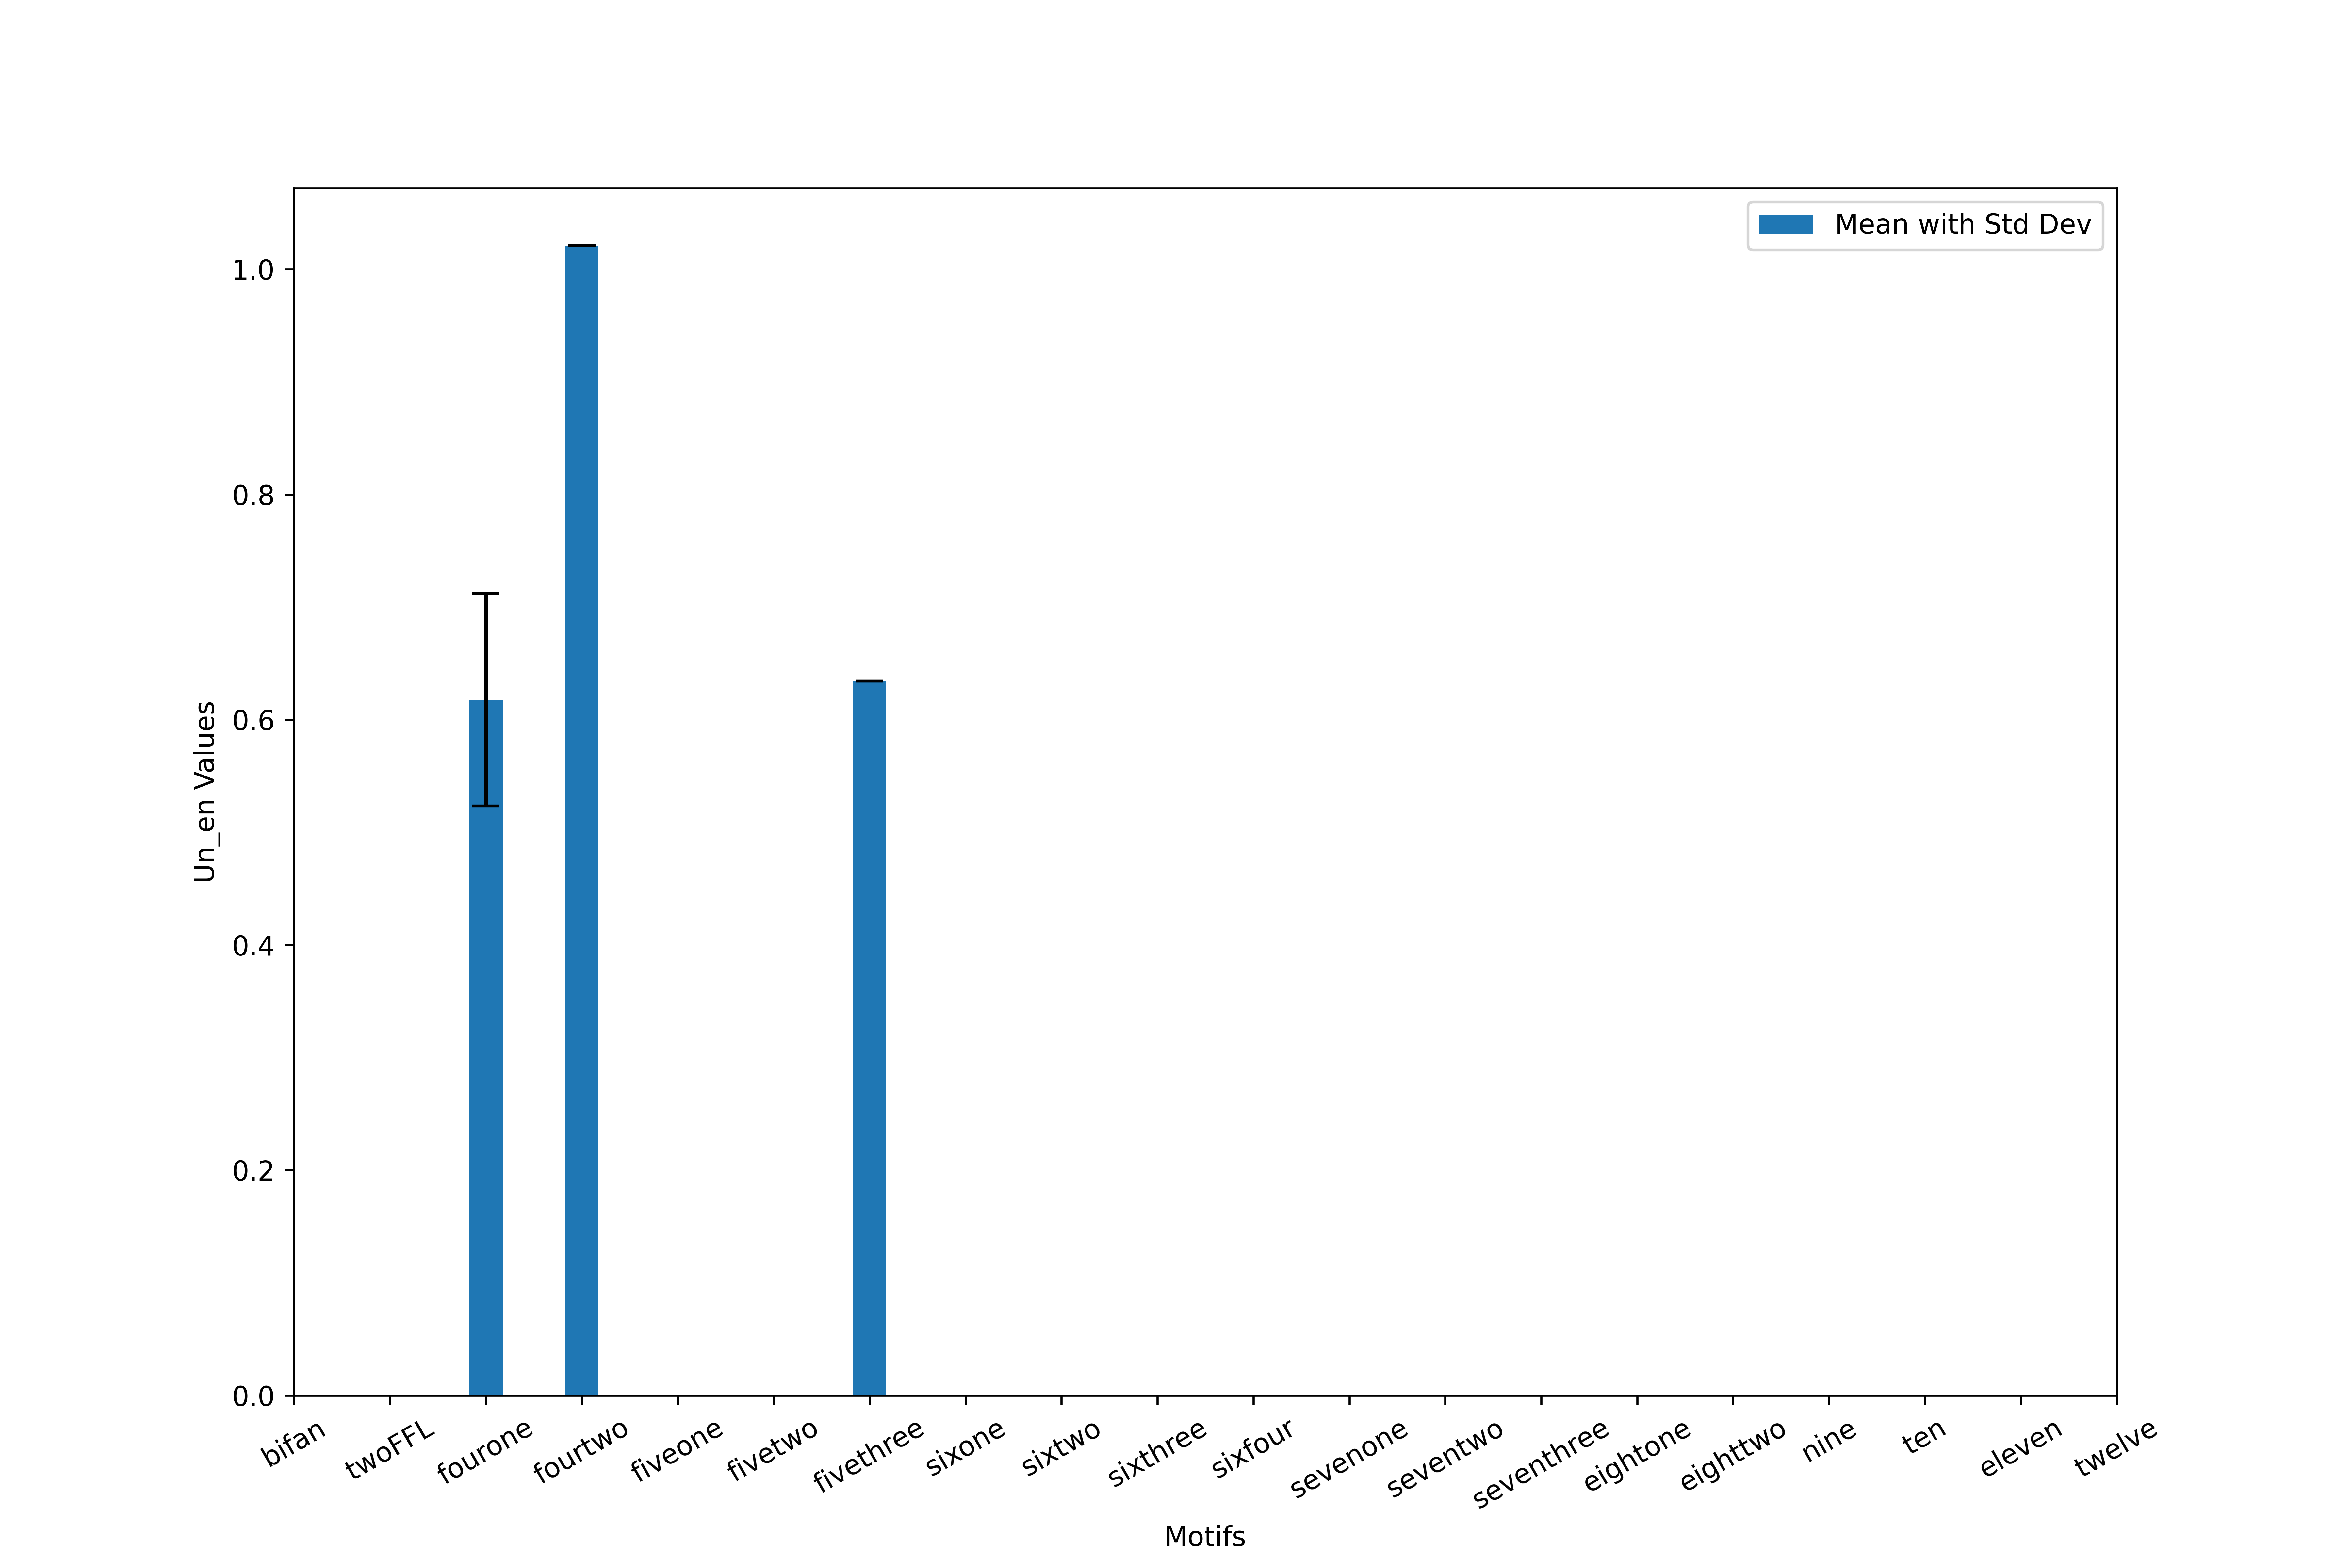 Mean with Std Dev
1.0
0.8
0.6
0.4
0.2
0.0
Un_en Values
bifan
twoFFL
fourone
fourtwo
fiveone
fivetwo
fivethree
sixone
sixtwo
sixthree
sixfour
sevenone
seventwo
seventhree
eightone
eighttwo
nine
ten
eleven
twelve
Motifs